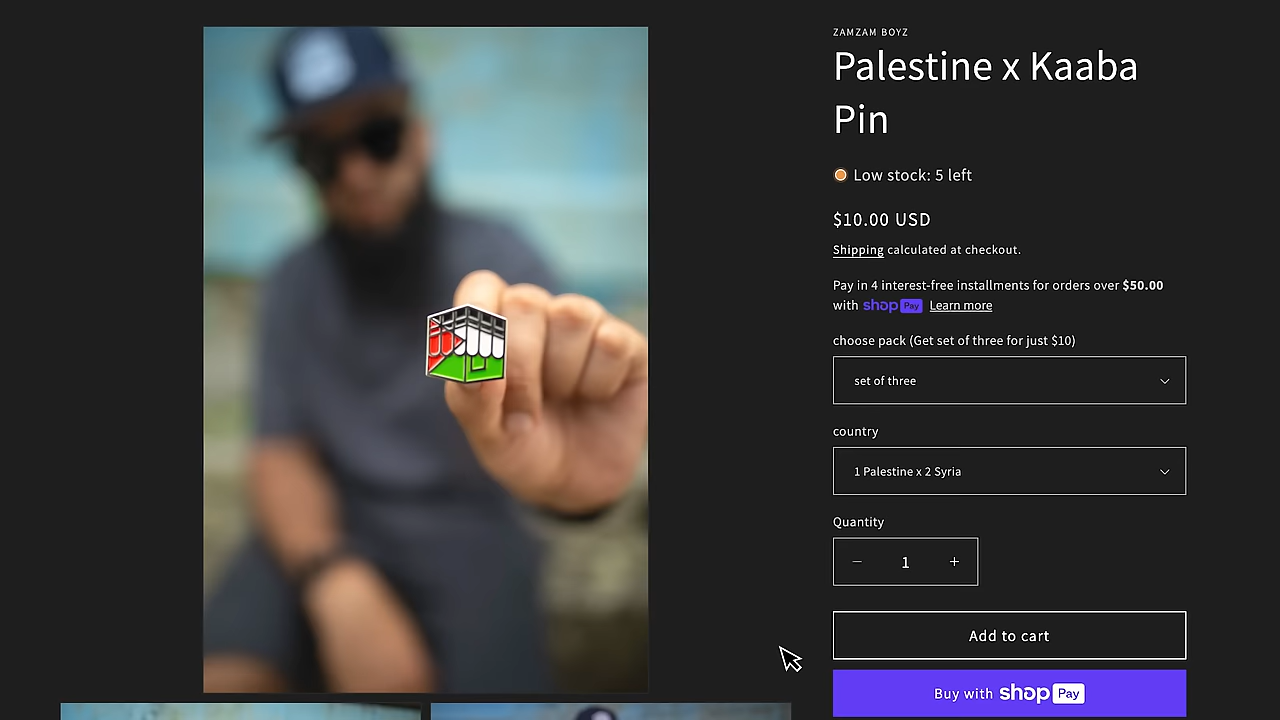 ZAMZAM BOYZ
Palestine x Kaaba
Pin
Low stock: 5 left
$10.00 USD
Shipping calculated at checkout.
Pay in 4 interest-free installments for orders over $50.00
with shop Pay Learn more
choose pack (Get set of three for just $10)
set of three
country
1 Palestine x 2 Syria
Quantity
1
Add to cart
Buy with shop Pay